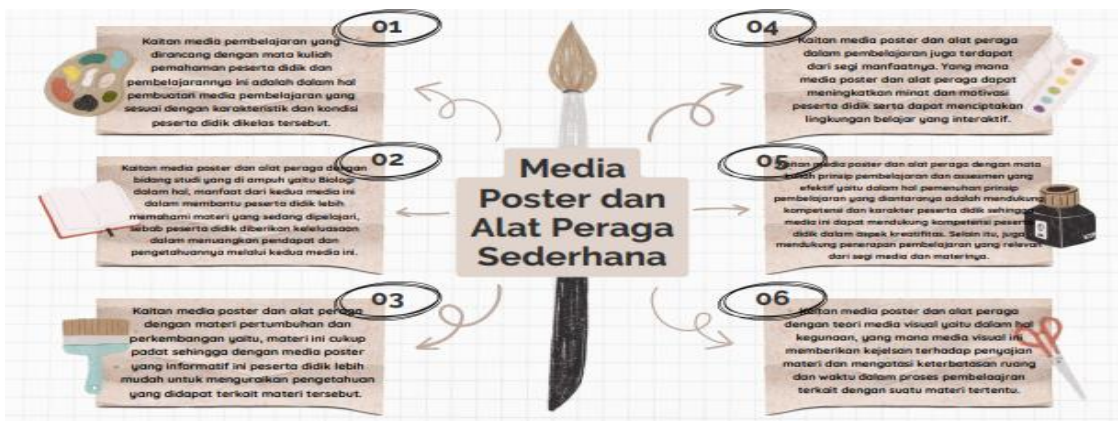 01
Kaitan media pembelajaran yang
dirancang dengan mata kuliah
pemahaman peserta didik dan
pembelajarannya ini adalah dalam hal
pembuatan media pembelajaran yang
sesuai dengan karakteristik dan kondisi
peserta didik dikelas tersebut.
02
Kaitan media poster dan alat peraga dengan
bidang studi yang di ampuh yaitu Biologi
dalam hal, manfaat dari kedua media ini
dalam membantu peserta didik lebih
memahami materi yang sedang dipelajari,
sebab peserta didik diberikan keleluasaan
dalam menuangkan pendapat dan
pengetahuannya melalui kedua media ini.
03
Kaitan media poster dan alat peraga
dengan materi pertumbuhan dan
perkembangan yaitu, materi ini cukup
padat sehingga dengan media poster
yang informatif ini peserta didik lebih
mudah untuk menguraikan pengetahuan
yang didapat terkait materi tersebut.
Media
Poster dan
Alat Peraga
Sederhana
04
Kaitan media poster dan alat peraga
dalam pembelajaran juga terdapat
dari segi manfaatnya. Yang mana
media poster dan alat peraga dapat
meningkatkan minat dan motivasi
peserta didik serta dapat menciptakan
lingkungan belajar yang interaktif.
05
Kaitan media poster dan alat peraga dengan mata
kuliah prinsip pembelajaran dan assesmen yang
efektif yaitu dalam hal pemenuhan prinsip
pembelajaran yang diantaranya adalah mendukung
kompetensi dan karakter peserta didik sehingga
media ini dapat mendukung kompetensi peserta
didik dalam aspek kreatifitas. Selain itu, juga
mendukung penerapan pembelajaran yang relevan
dari segi media dan materinya.
06
Kaitan media poster dan alat peraga
dengan teori media visual yaitu dalam hal
kegunaan, yang mana media visual ini
memberikan kejelsan terhadap penyajian
materi dan mengatasi keterbatasan ruang
dan waktu dalam proses pembelaajran
terkait dengan suatu materi tertentu.